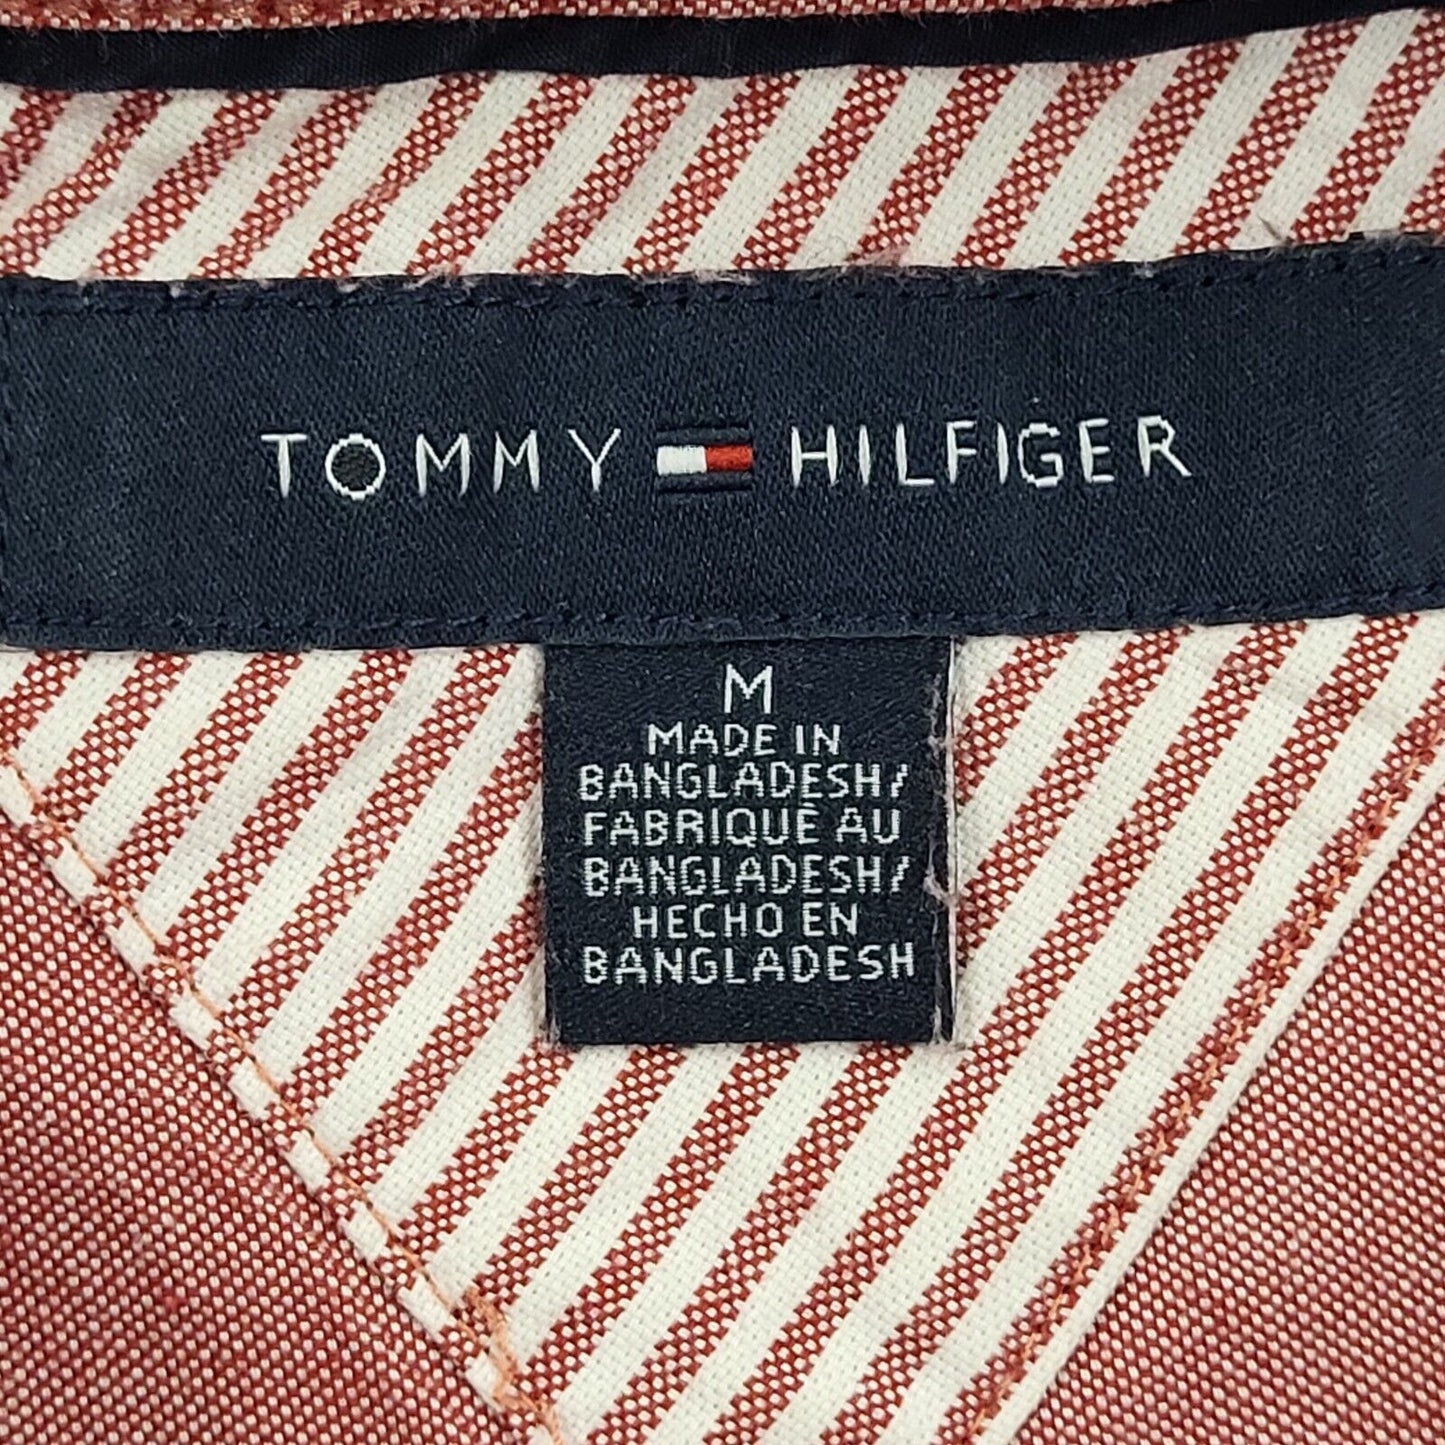 TOMMY HILFIGER
M
MADE IN
BANGLADESH/
FABRIQUÉ AU
BANGLADESH/
HECHO EN
BANGLADESH